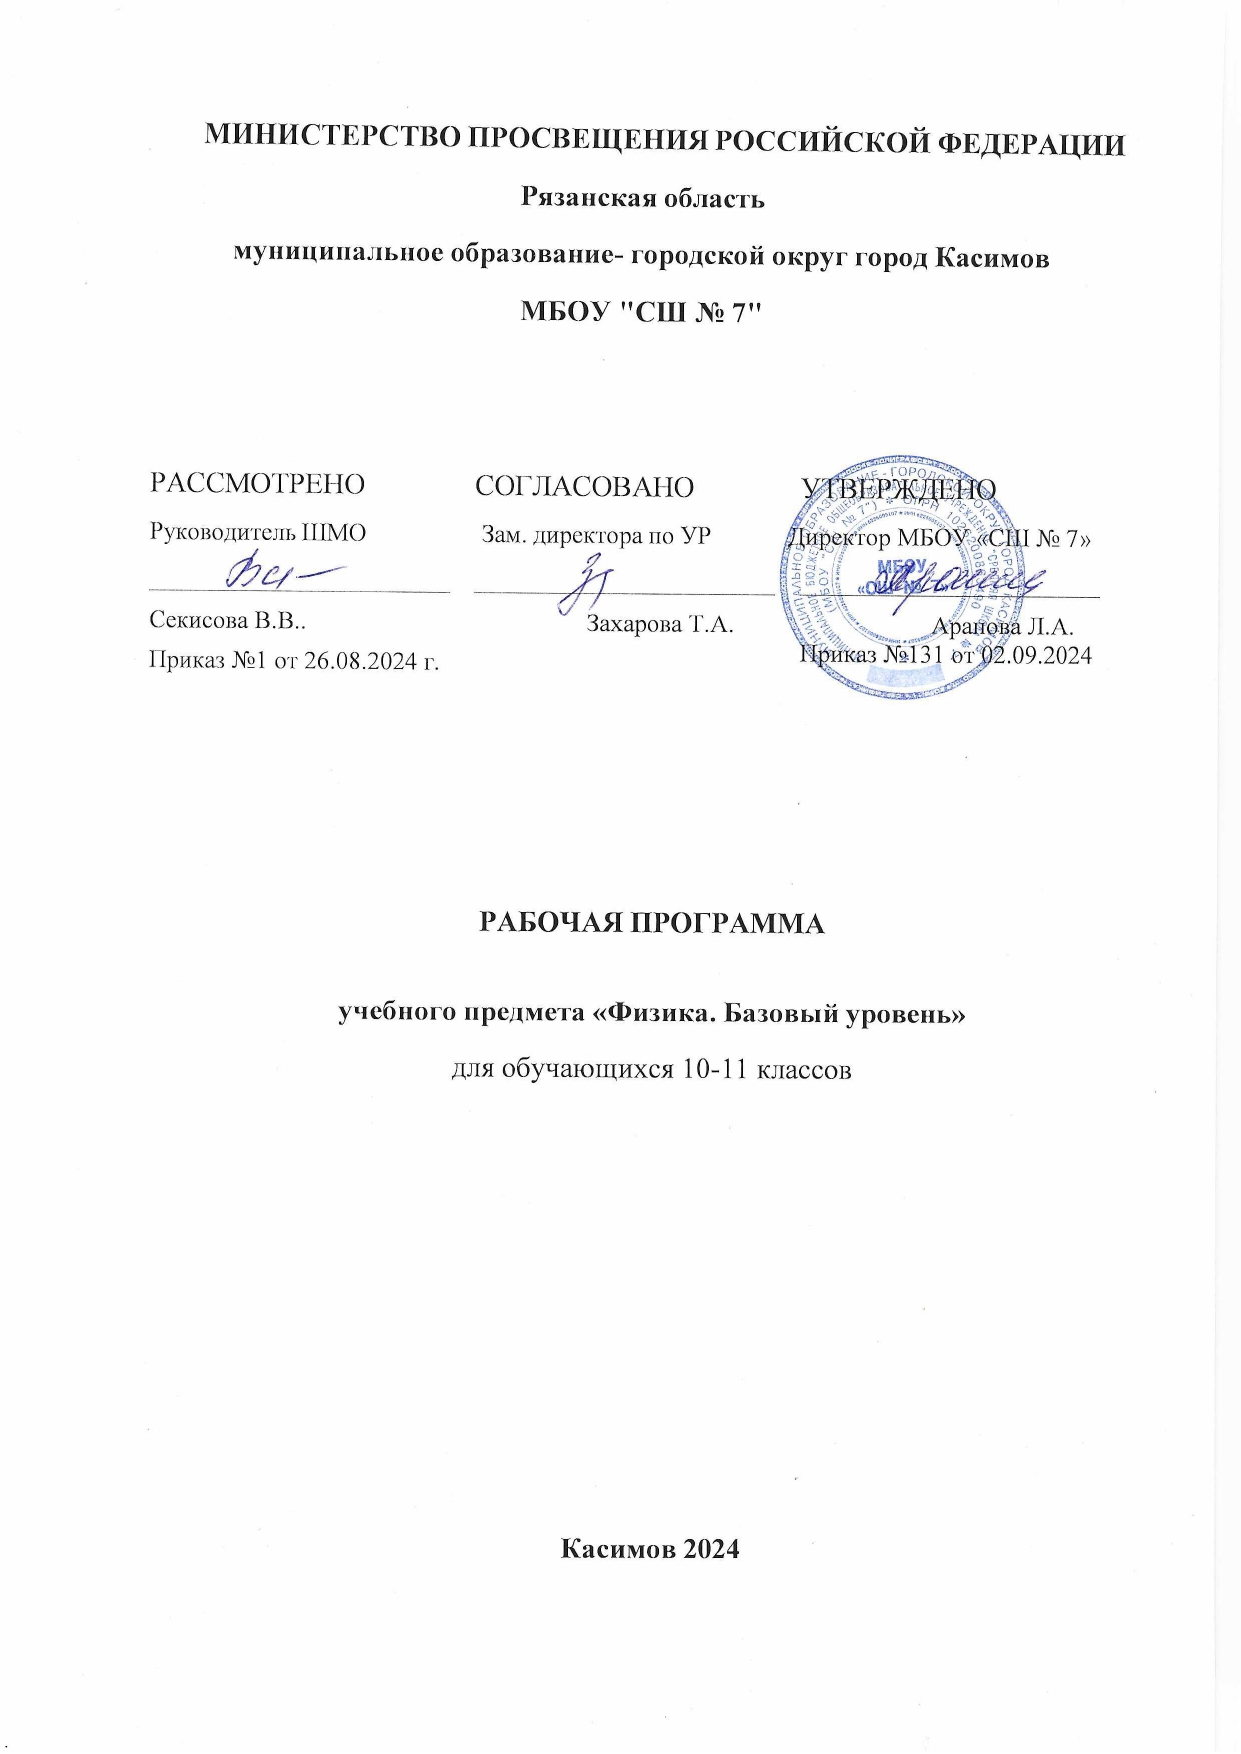 МИНИСТЕРСТВО ПРОСВЕЩЕНИЯ РОССИЙСКОЙ ФЕДЕРАЦИИ
Рязанская область
муниципальное образование- городской округ город Касимов
МБОУ "СШ № 7"
РАССМОТРЕНО
Руководитель ШМО
Секисова В.В..
Приказ №1 от 26.08.2024 г.
СОГЛАСОВАНО
Зам. директора по УР
Захарова Т.А.
УТВЕРЖДЕНО
Директор МБОУ «СШ № 7»
МБОУ
Арапова Л.А.
Приказ №131 от 02.09.2024
РАБОЧАЯ ПРОГРАММА
учебного предмета «Физика. Базовый уровень»
для обучающихся 10-11 классов
Касимов 2024